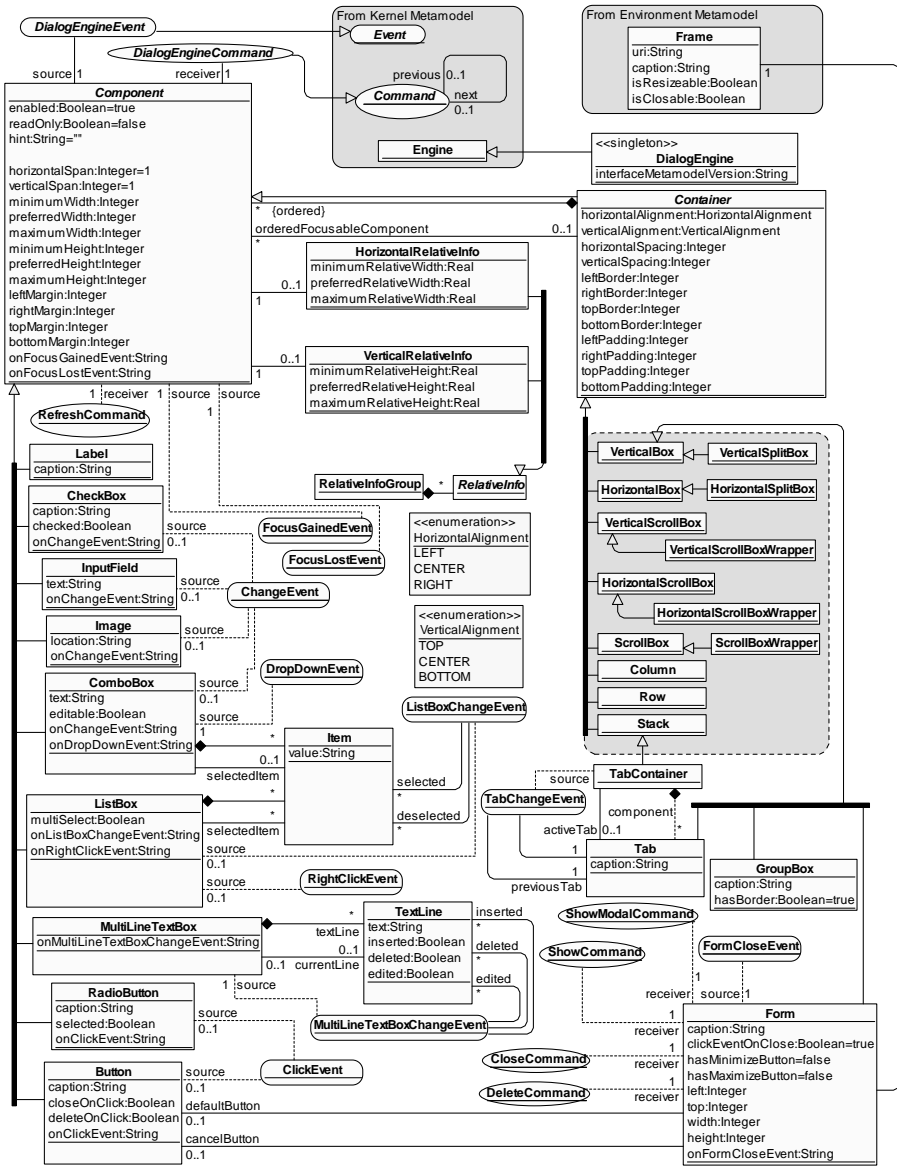 DialogEngineEvent
From Kernel Metamodel
Event
DialogEngineCommand
previous 0..1
Command
next
0..1
Engine
From Environment Metamodel
Frame
uri:String
caption:String
isResizeable:Boolean
isClosable:Boolean
1
<<singleton>>
DialogEngine
interfaceMetamodelVersion:String
source 1
receiver 1
Component
enabled:Boolean=true
readOnly:Boolean=false
hint:String=""
horizontalSpan:Integer=1
verticalSpan:Integer=1
minimumWidth:Integer
preferredWidth:Integer
maximumWidth:Integer
minimumHeight:Integer
preferredHeight:Integer
maximumHeight:Integer
leftMargin:Integer
rightMargin:Integer
topMargin:Integer
bottomMargin:Integer
onFocusGainedEvent:String
onFocusLostEvent:String
* {ordered}
orderedFocusableComponent 0..1
*
Container
horizontalAlignment:HorizontalAlignment
verticalAlignment:VerticalAlignment
horizontalSpacing:Integer
verticalSpacing:Integer
leftBorder:Integer
rightBorder:Integer
topBorder:Integer
bottomBorder:Integer
leftPadding:Integer
rightPadding:Integer
topPadding:Integer
bottomPadding:Integer
HorizontalRelativeInfo
minimumRelativeWidth:Real
preferredRelativeWidth:Real
maximumRelativeWidth:Real
0..1
1
VerticalRelativeInfo
minimumRelativeHeight:Real
preferredRelativeHeight:Real
maximumRelativeHeight:Real
0..1
1
1 receiver 1 source source
1
RefreshCommand
RelativeInfoGroup * RelativeInfo
Label
caption:String
CheckBox
caption:String
checked:Boolean
onChangeEvent:String
source
0..1
FocusGainedEvent
FocusLostEvent
<<enumeration>>
HorizontalAlignment
LEFT
CENTER
RIGHT
InputField
text:String
onChangeEvent:String
source
0..1
ChangeEvent
Image
location:String
onChangeEvent:String
source
0..1
<<enumeration>>
VerticalAlignment
TOP
CENTER
BOTTOM
ComboBox
text:String
editable:Boolean
onChangeEvent:String
onDropDownEvent:String
source
0..1
source
1
DropDownEvent
ListBoxChangeEvent
*
0..1
selectedItem
Item
value:String
selected
*
deselected
*
ListBox
multiSelect:Boolean
onListBoxChangeEvent:String
onRightClickEvent:String
*
*
selectedItem
source
0..1
source
0..1
RightClickEvent
VerticalBox
VerticalSplitBox
HorizontalBox
HorizontalSplitBox
VerticalScrollBox
VerticalScrollBoxWrapper
HorizontalScrollBox
HorizontalScrollBoxWrapper
ScrollBox
ScrollBoxWrapper
Column
Row
Stack
TabContainer
source
TabChangeEvent
component
activeTab 0..1 *
1
1
previousTab
Tab
caption:String
GroupBox
caption:String
hasBorder:Boolean=true
MultiLineTextBox
onMultiLineTextBoxChangeEvent:String
*
textLine
0..1
0..1 currentLine
1 source
TextLine
text:String
inserted:Boolean
deleted:Boolean
edited:Boolean
inserted
*
deleted
*
edited
*
MultiLineTextBoxChangeEvent
RadioButton
caption:String
selected:Boolean
onClickEvent:String
source
0..1
ClickEvent
Button
caption:String
closeOnClick:Boolean
deleteOnClick:Boolean
onClickEvent:String
source
0..1
defaultButton
0..1
cancelButton
0..1
ShowModalCommand
ShowCommand
FormCloseEvent
1
receiver source 1
1
receiver
CloseCommand
1
receiver
DeleteCommand
1
receiver
Form
caption:String
clickEventOnClose:Boolean=true
hasMinimizeButton=false
hasMaximizeButton=false
left:Integer
top:Integer
width:Integer
height:Integer
onFormCloseEvent:String